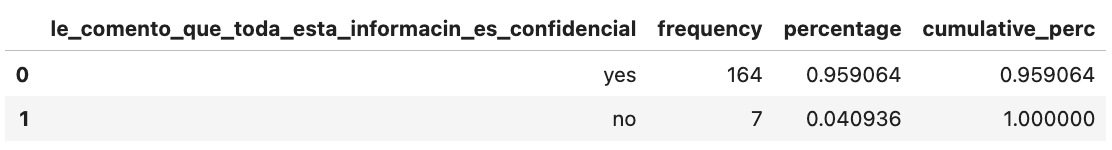 le_comento_que_toda_esta_informacin_es_confidencial frequency percentage cumulative_perc
0 yes 164 0.959064 0.959064
1 no 7 0.040936 1.000000